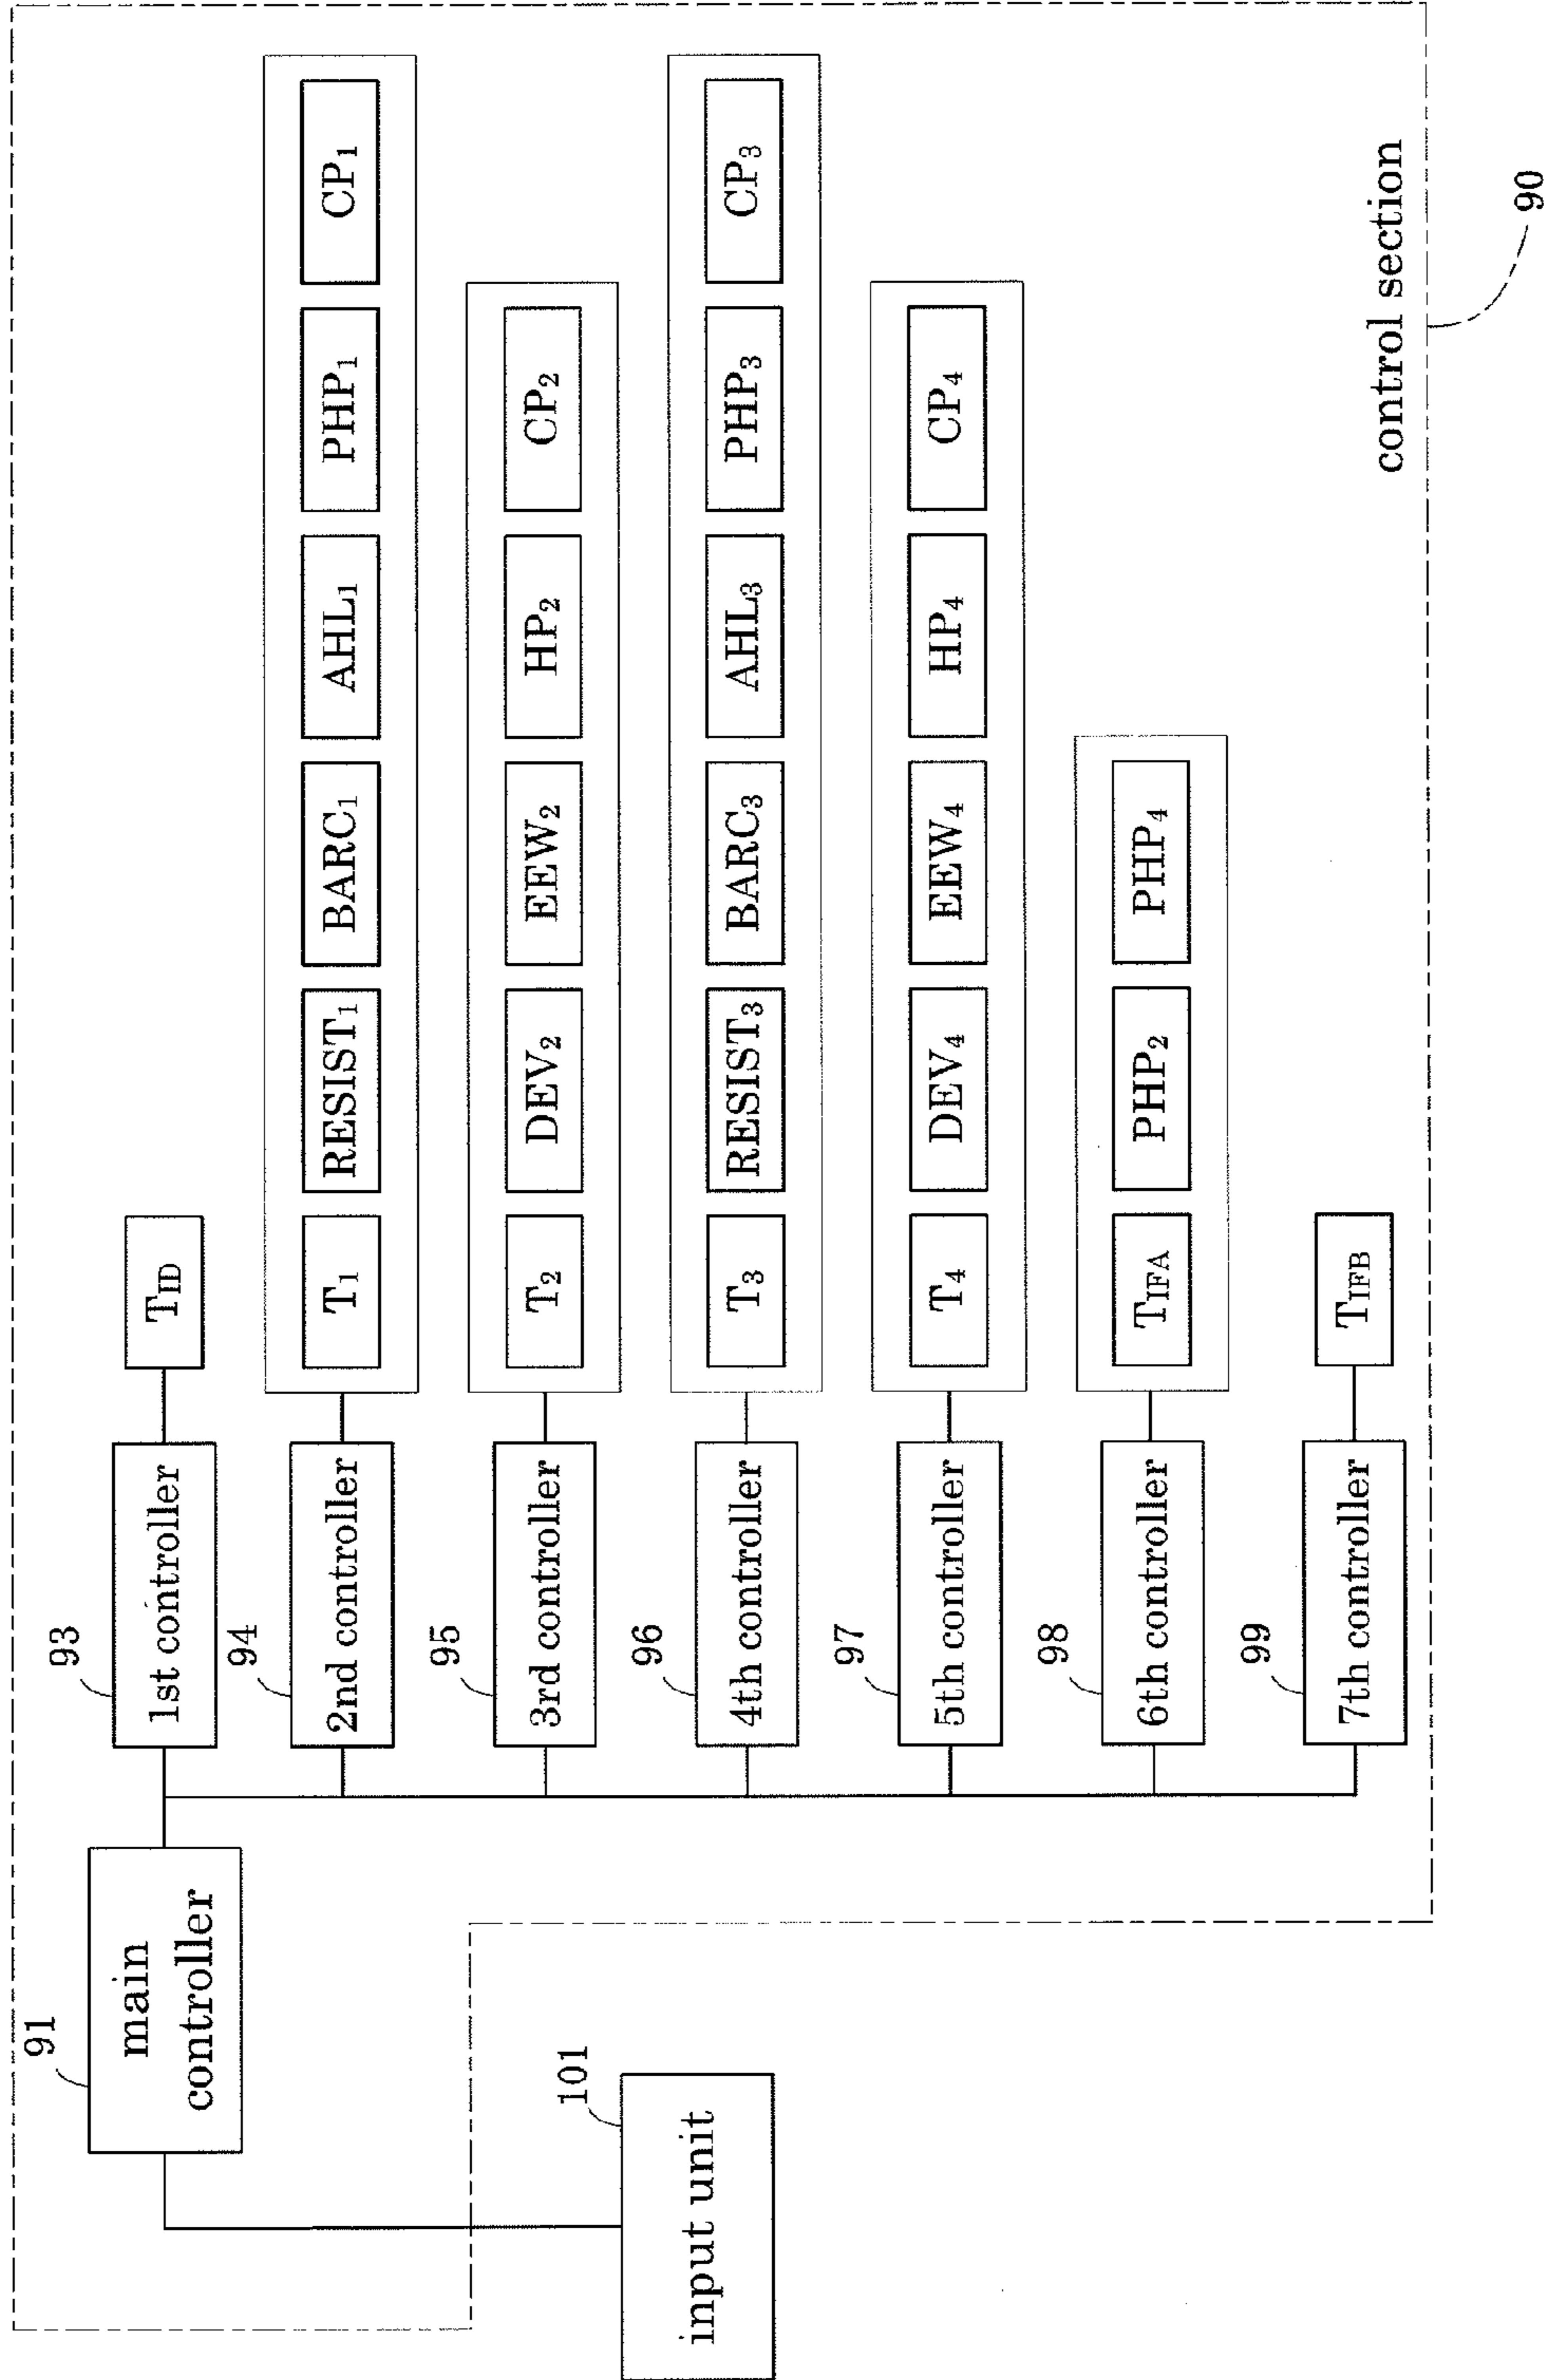 91
main
controller
101
input unit
93
1st controller
T_ID
94
2nd controller
T₁
RESIST₁
BARC₁
AHL₁
PHP₁
CP₁
95
3rd controller
T₂
DEV₂
EEW₂
HP₂
CP₂
96
4th controller
T₃
RESIST₃
BARC₃
AHL₃
PHP₃
CP₃
97
5th controller
T₄
DEV₄
EEW₄
HP₄
CP₄
98
6th controller
T_IFA
PHP₂
PHP₄
99
7th controller
T_IFB
control section
90